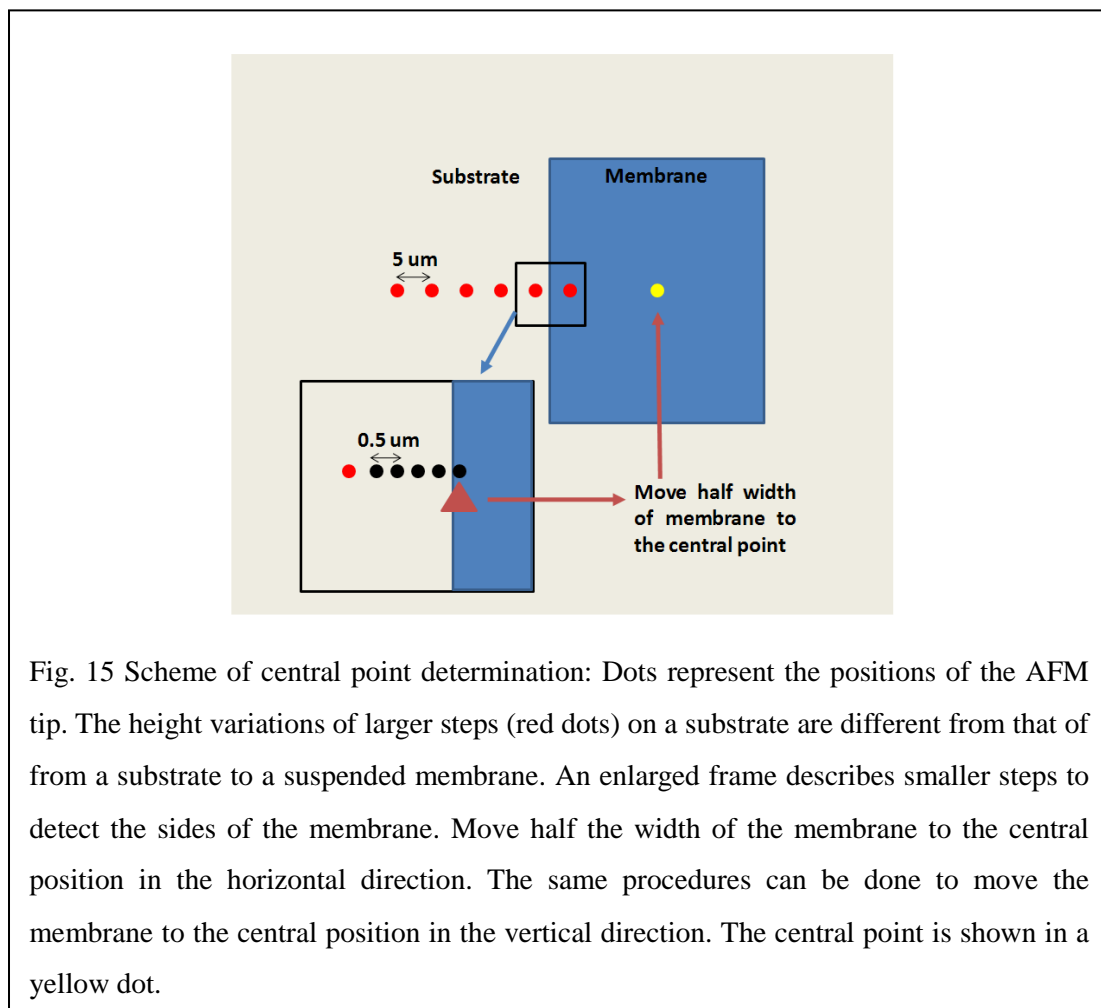 Substrate
Membrane
5 um
0.5 um
Move half width
of membrane to
the central point
Fig. 15 Scheme of central point determination: Dots represent the positions of the AFM
tip. The height variations of larger steps (red dots) on a substrate are different from that of
from a substrate to a suspended membrane. An enlarged frame describes smaller steps to
detect the sides of the membrane. Move half the width of the membrane to the central
position in the horizontal direction. The same procedures can be done to move the
membrane to the central position in the vertical direction. The central point is shown in a
yellow dot.